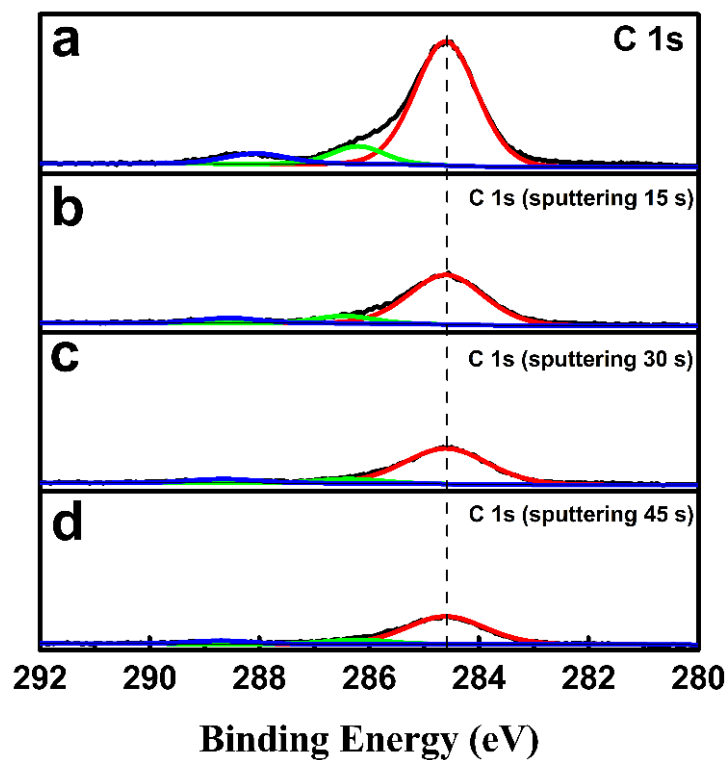 a
C 1s
b
C 1s (sputtering 15 s)
c
C 1s (sputtering 30 s)
d
C 1s (sputtering 45 s)
292 290 288 286 284 282 280
Binding Energy (eV)